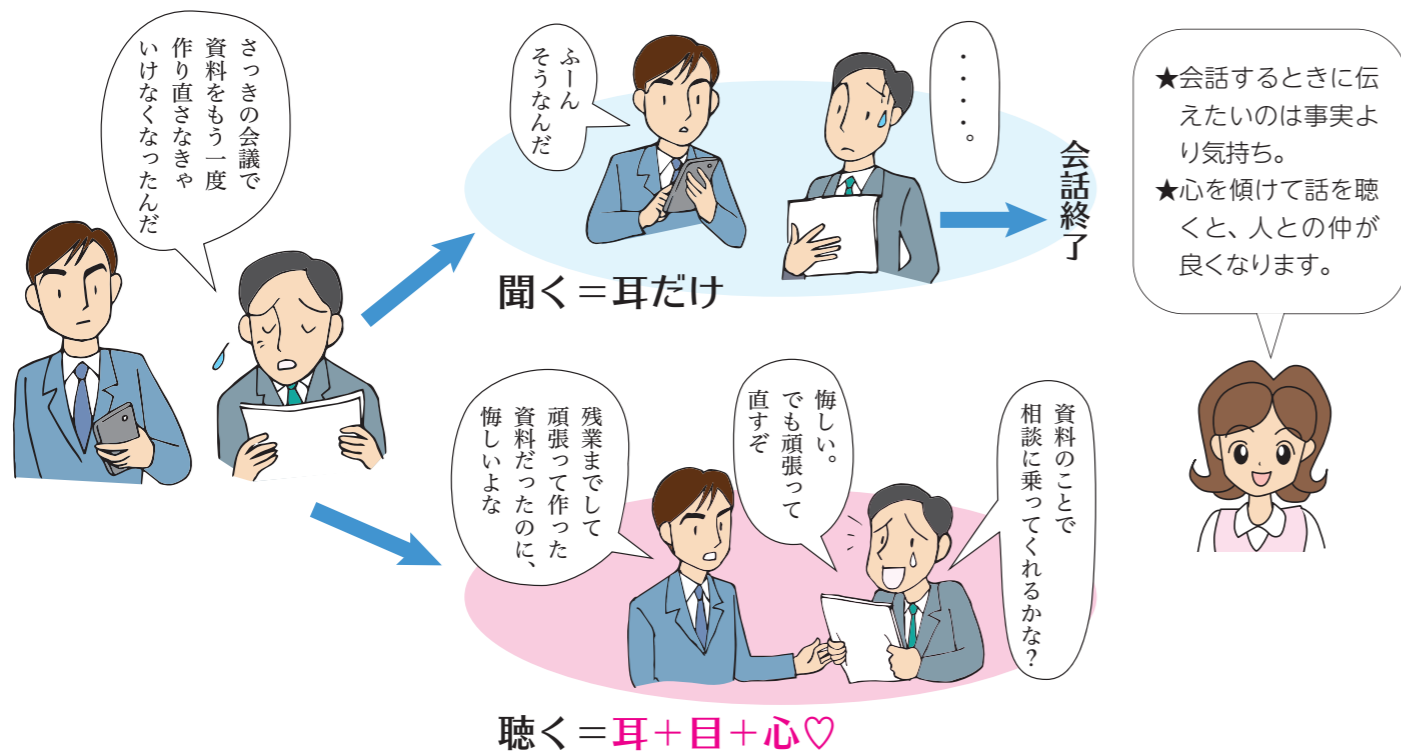 さっきの会議で
資料をもう一度
作り直さなきゃ
いけなくなったんだ
ふーん
そうなんだ
・・・・。
会話終了
聞く＝耳だけ
残業までして
頑張って作った
資料だったのに、
悔しいよな
悔しい。
でも頑張って
直すぞ
資料のことで
相談に乗ってくれるかな？
聴く＝耳＋目＋心♡
★会話するときに伝
えたいのは事実よ
り気持ち。
★心を傾けて話を聴
くと、人との仲が
良くなります。